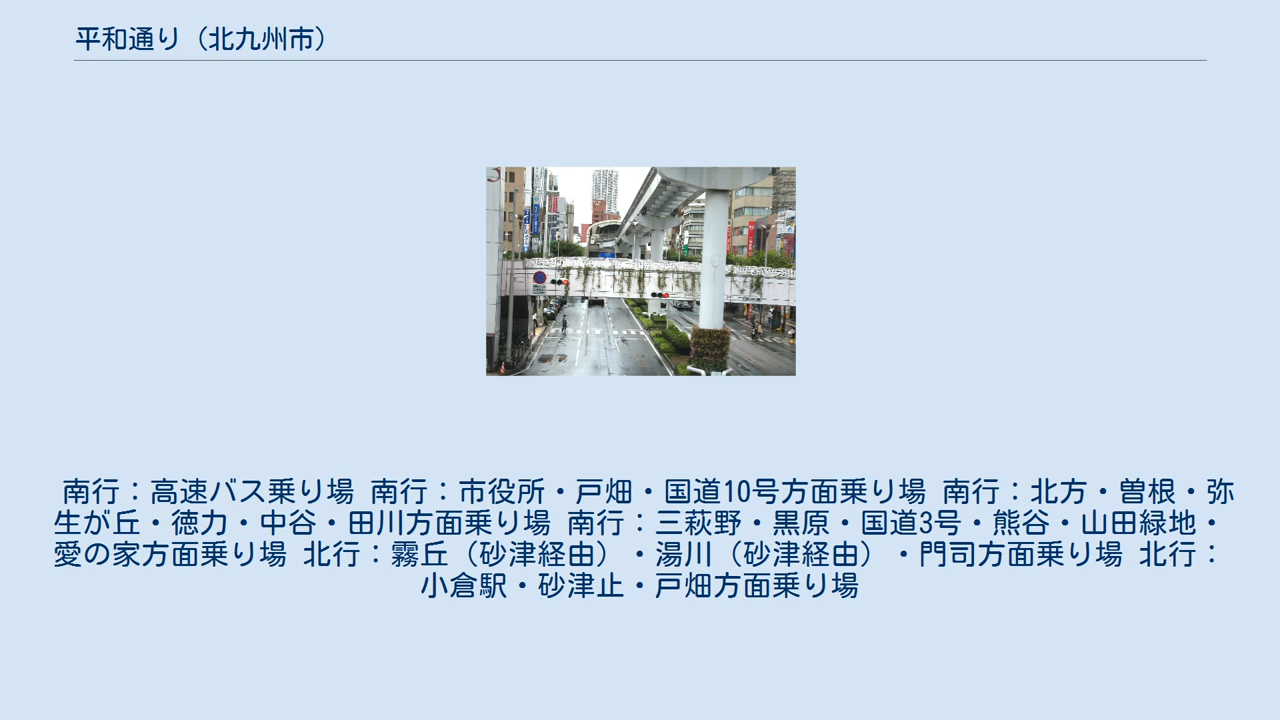 平和通り（北九州市）
南行：高速バス乗り場 南行：市役所・戸畑・国道10号方面乗り場 南行：北方・曽根・弥
生が丘・徳力・中谷・田川方面乗り場 南行：三萩野・黒原・国道3号・熊谷・山田緑地・
愛の家方面乗り場 北行：霧丘（砂津経由）・湯川（砂津経由）・門司方面乗り場 北行：
小倉駅・砂津止・戸畑方面乗り場